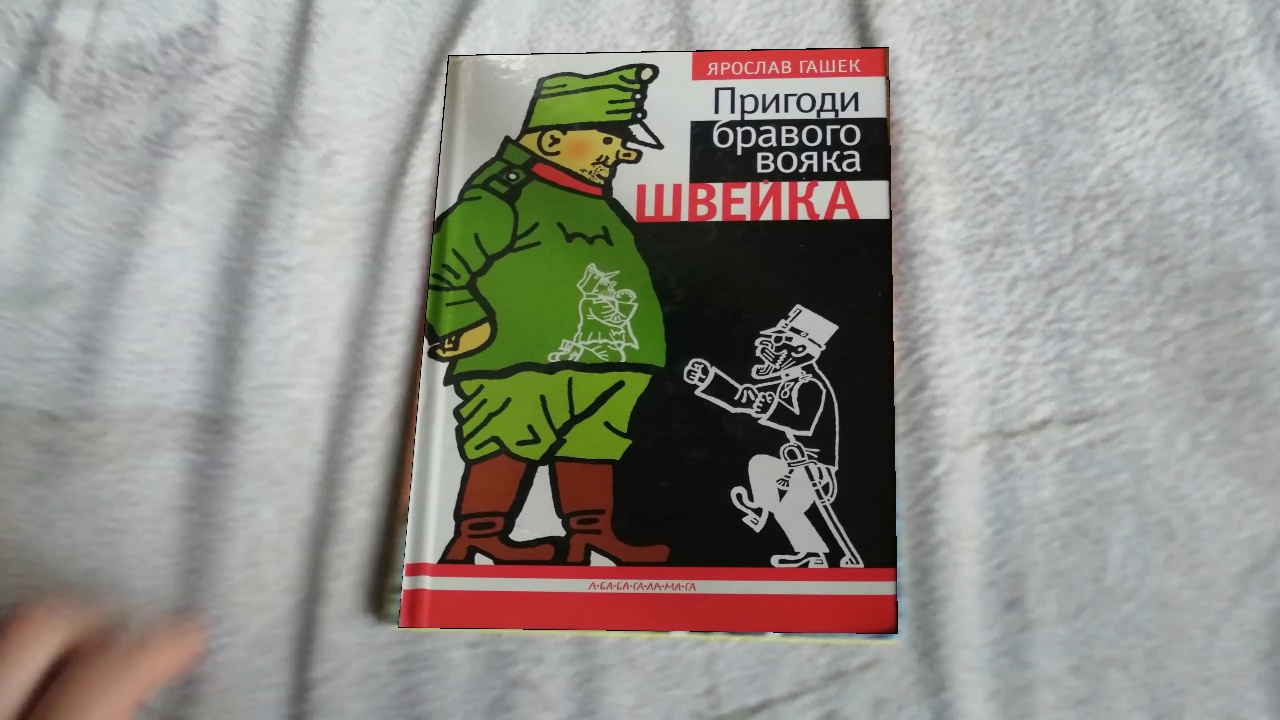 ЯРОСЛАВ ГАШЕК
Пригоди
бравого
вояка
ШВЕЙКА
А-БА-БА-ГА-ЛА-МА-ГА